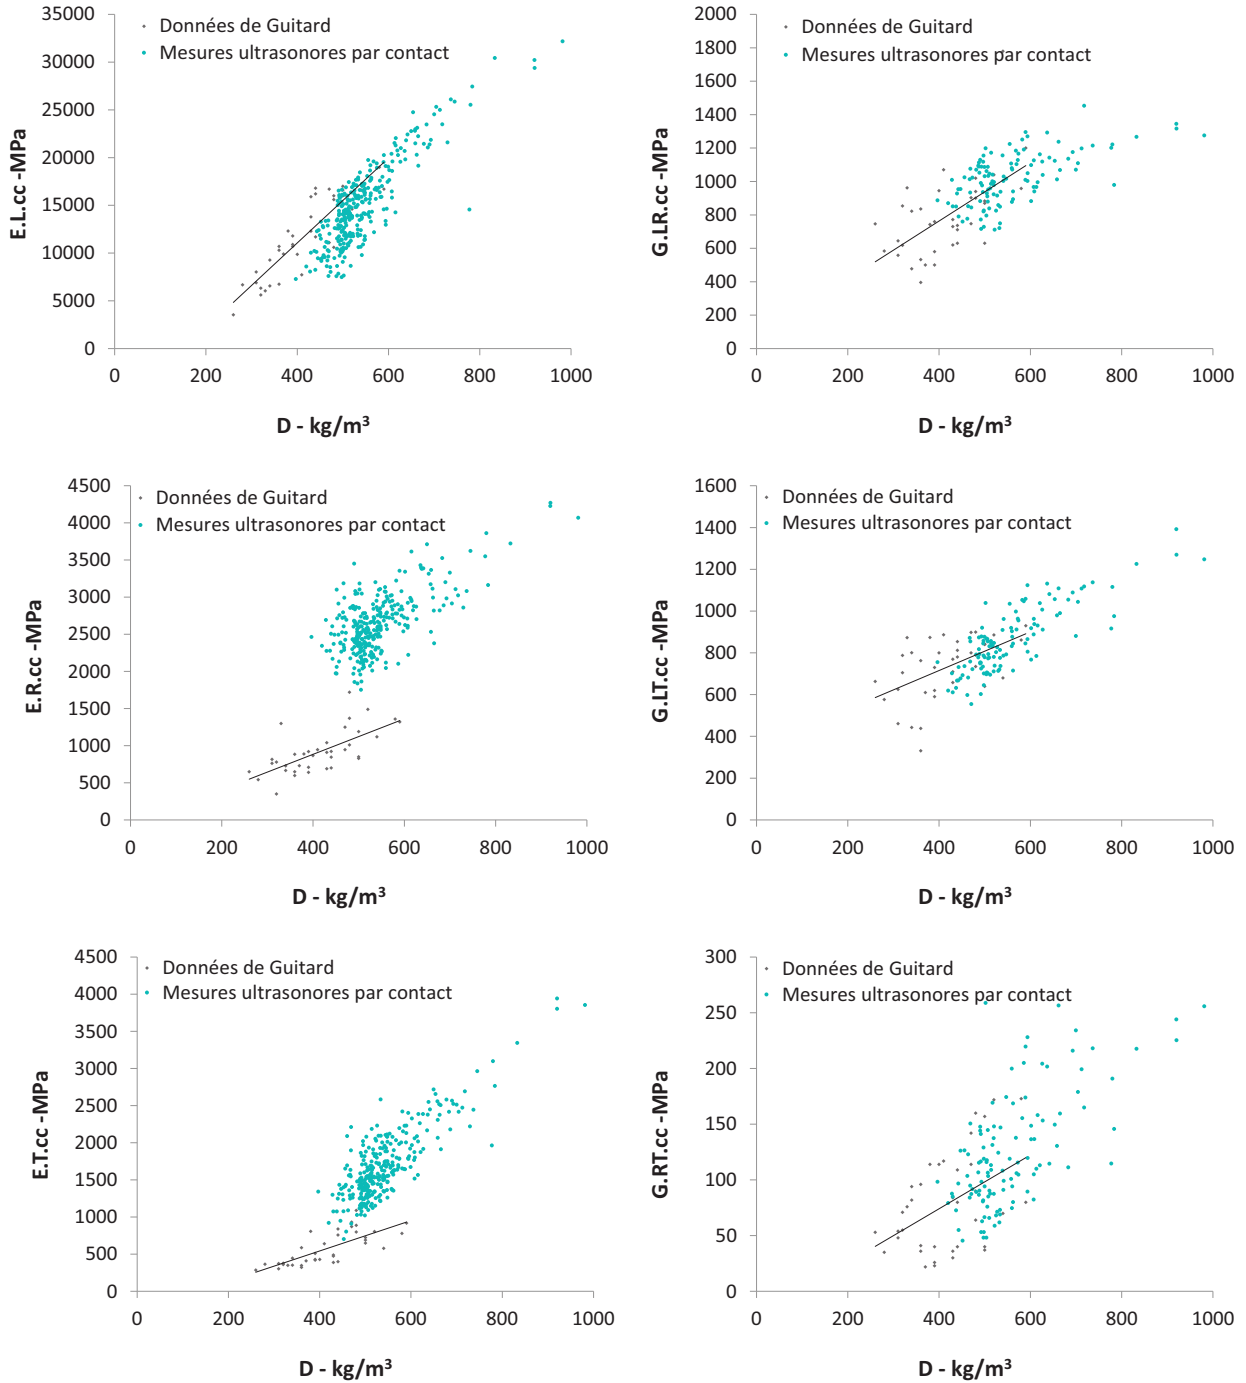 35000
30000
25000
20000
15000
10000
5000
0
E.L.cc -MPa
Données de Guitard
Mesures ultrasonores par contact
0 200 400 600 800 1000
D - kg/m³
2000
1800
1600
1400
1200
1000
800
600
400
200
0
G.LR.cc -MPa
Données de Guitard
Mesures ultrasonores par contact
0 200 400 600 800 1000
D - kg/m³
4500
4000
3500
3000
2500
2000
1500
1000
500
0
E.R.cc -MPa
Données de Guitard
Mesures ultrasonores par contact
0 200 400 600 800 1000
D - kg/m³
1600
1400
1200
1000
800
600
400
200
0
G.LT.cc -MPa
Données de Guitard
Mesures ultrasonores par contact
0 200 400 600 800 1000
D - kg/m³
4500
4000
3500
3000
2500
2000
1500
1000
500
0
E.T.cc -MPa
Données de Guitard
Mesures ultrasonores par contact
0 200 400 600 800 1000
D - kg/m³
300
250
200
150
100
50
0
G.RT.cc -MPa
Données de Guitard
Mesures ultrasonores par contact
0 200 400 600 800 1000
D - kg/m³